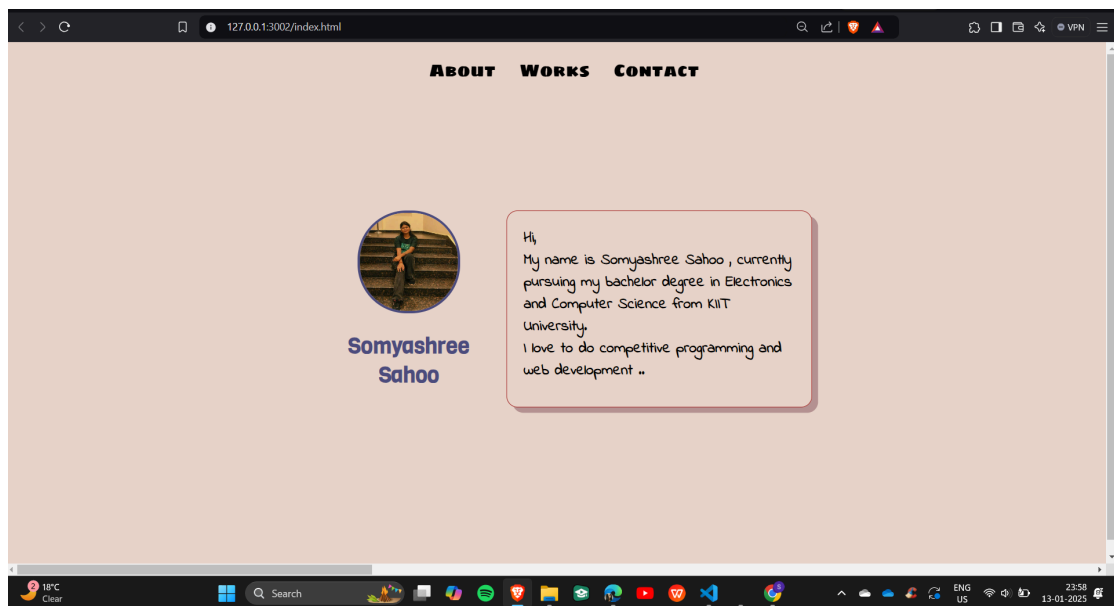 127.0.0.1:3002/index.html
VPN
About Works Contact
Hi,
My name is Somyashree Sahoo , currently
pursuing my bachelor degree in Electronics
and Computer Science from KIIT
University.
I love to do competitive programming and
web development ..
Somyashree
Sahoo
2
18°C
Clear
Search
ENG
US
23:58
13-01-2025